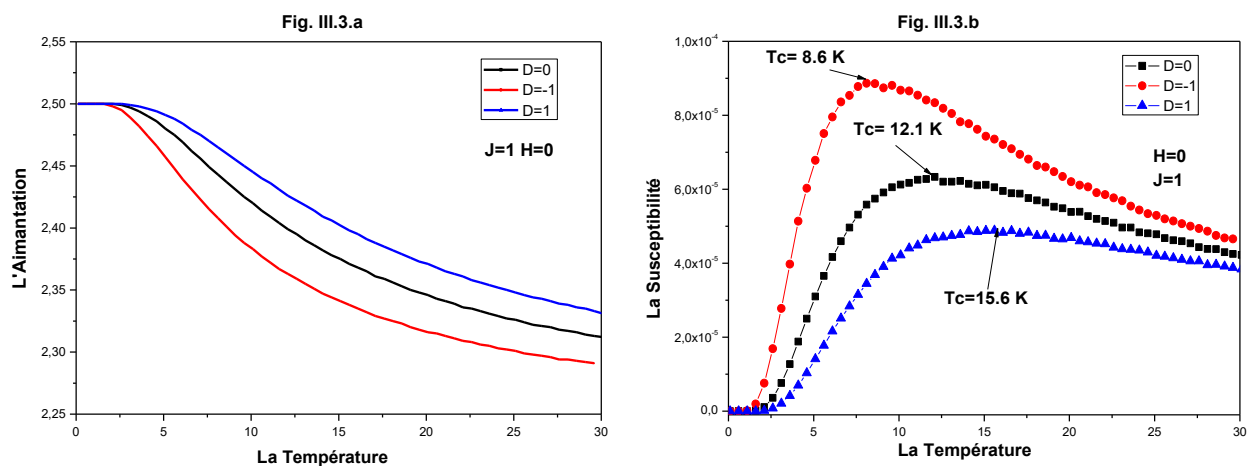 Fig. III.3.a
2,55
2,50
2,45
2,40
2,35
2,30
2,25
0
5
10
15
20
25
30
L'Aimantation
La Température
D=0
D=-1
D=1
J=1 H=0
Fig. III.3.b
1,0x10⁻⁴
8,0x10⁻⁵
6,0x10⁻⁵
4,0x10⁻⁵
2,0x10⁻⁵
0,0
0
5
10
15
20
25
30
La Susceptibilité
La Température
Tc= 8.6 K
Tc= 12.1 K
Tc=15.6 K
D=0
D=-1
D=1
H=0
J=1